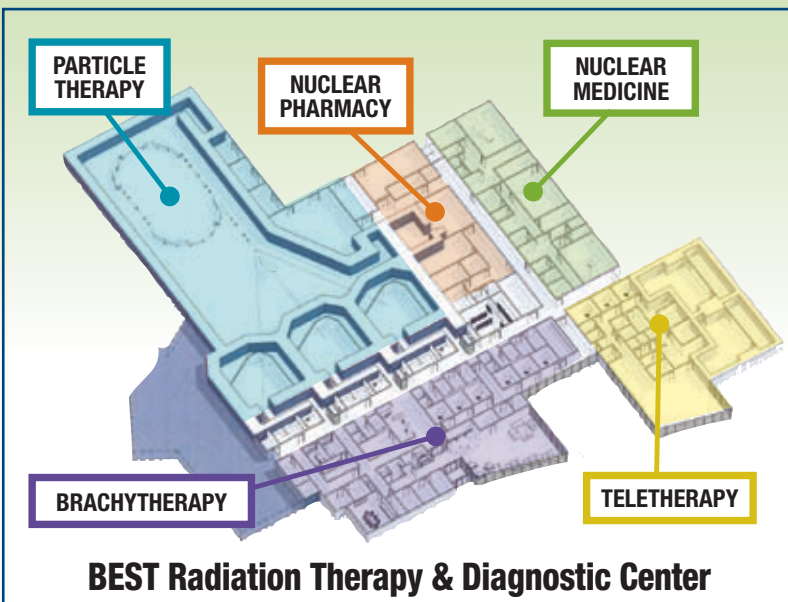 PARTICLE
THERAPY
NUCLEAR
PHARMACY
NUCLEAR
MEDICINE
BRACHYTHERAPY
TELETHERAPY
BEST Radiation Therapy & Diagnostic Center